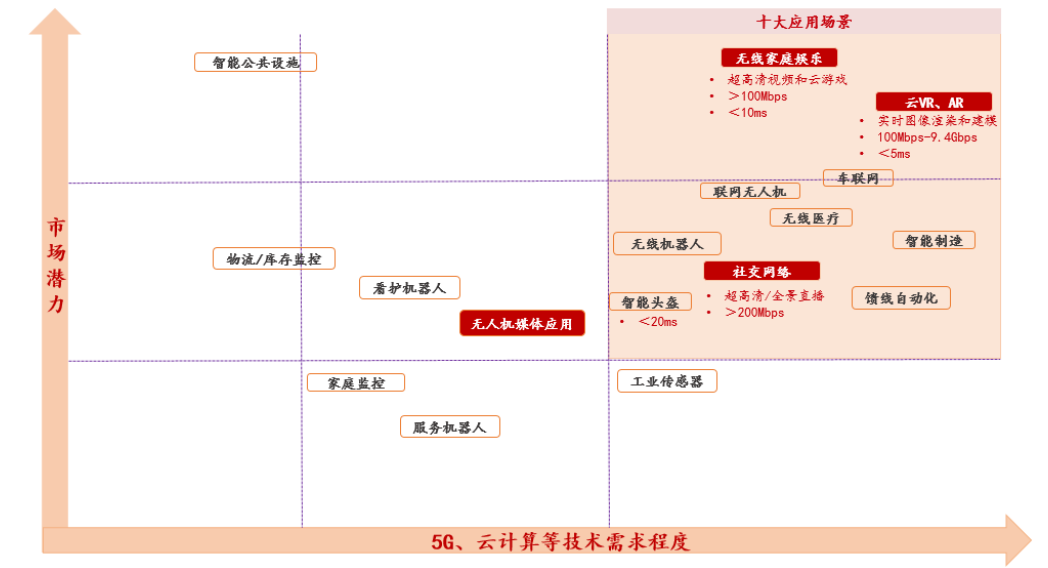 十大应用场景
智能公共设施
无线家庭娱乐
• 超高清视频和云游戏
• >100Mbps
• <10ms
云VR、AR
• 实时图像渲染和建模
• 100Mbps-9.4Gbps
• <5ms
车联网
联网无人机
无线医疗
无线机器人
智能制造
物流/库存监控
看护机器人
无人机媒体应用
社交网络
• 超高清/全景直播
• >200Mbps
智能头盔
• <20ms
馈线自动化
家庭监控
工业传感器
服务机器人
市场潜力
5G、云计算等技术需求程度